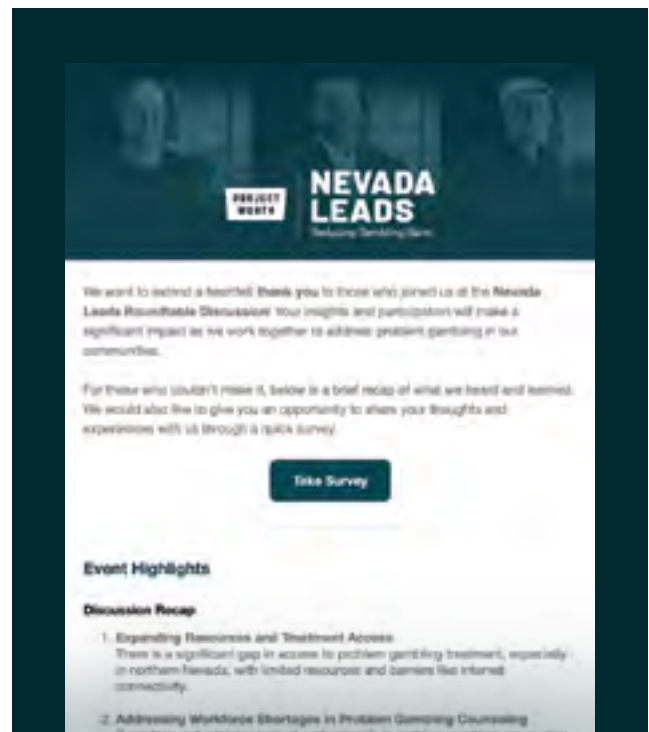 PROJECT
WORTH
NEVADA
LEADS
Reducing Gambling Harm
We want to extend a heartfelt thank you to those who joined us at the Nevada
Leads Roundtable Discussion! Your insights and participation will make a
significant impact as we work together to address problem gambling in our
communities.
For those who couldn't make it, below is a brief recap of what we heard and learned.
We would also like to give you an opportunity to share your thoughts and
experiences with us through a quick survey.
Take Survey
Event Highlights
Discussion Recap
1. Expanding Resources and Treatment Access
There is a significant gap in access to problem gambling treatment, especially
in northern Nevada, with limited resources and barriers like internet
connectivity.
2. Addressing Workforce Shortages in Problem Gambling Counseling